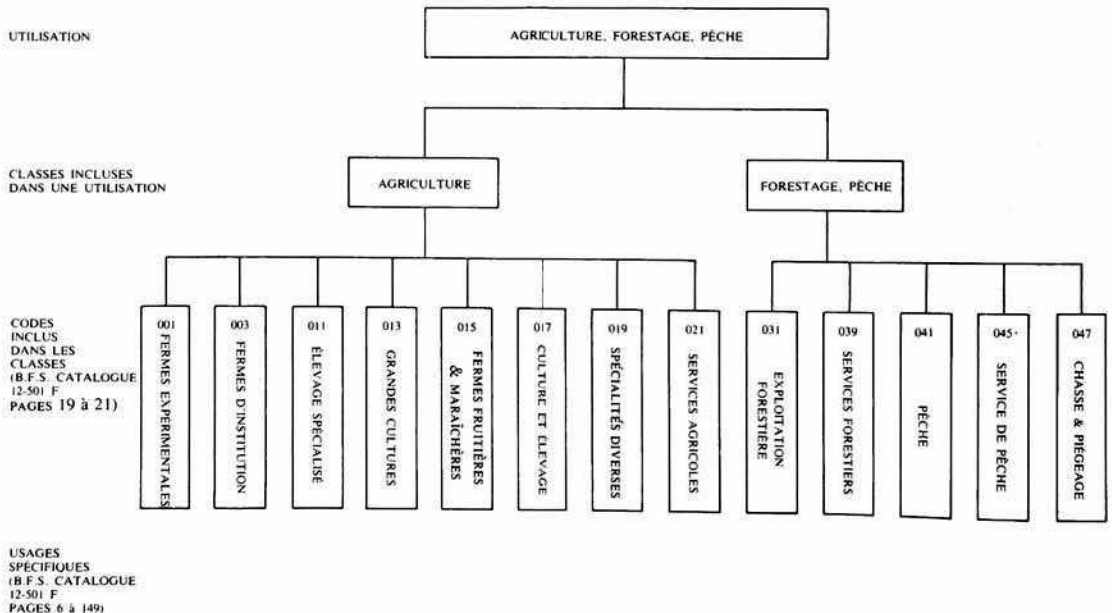 UTILISATION
AGRICULTURE, FORESTAGE, PÊCHE
CLASSES INCLUSES
DANS UNE UTILISATION
AGRICULTURE
FORESTAGE, PÊCHE
CODES
INCLUS
DANS LES
CLASSES
(B.F.S. CATALOGUE
12-501 F
PAGES 19 à 21)
001
FERMES EXPERIMENTALES
003
FERMES D'INSTITUTION
011
ÉLEVAGE SPÉCIALISÉ
013
GRANDES CULTURES
015
FERMES FRUITIÈRES
& MARAÎCHÈRES
017
CULTURE ET ÉLEVAGE
019
SPÉCIALITÉS DIVERSES
021
SERVICES AGRICOLES
031
EXPLOITATION
FORESTIÈRE
039
SERVICES FORESTIERS
041
PÊCHE
045·
SERVICE DE PÊCHE
047
CHASSE & PIÉGEAGE
USAGES
SPÉCIFIQUES
(B.F.S. CATALOGUE
12-501 F
PAGES 6 à 149)